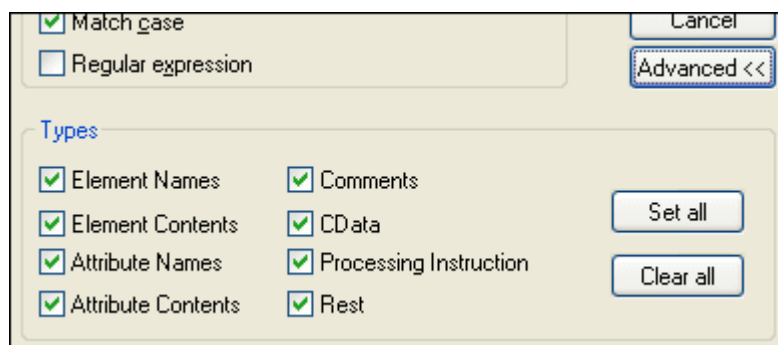 Match case
Cancel
Regular expression
Advanced <<
Types
Element Names
Comments
Element Contents
CData
Set all
Attribute Names
Processing Instruction
Clear all
Attribute Contents
Rest